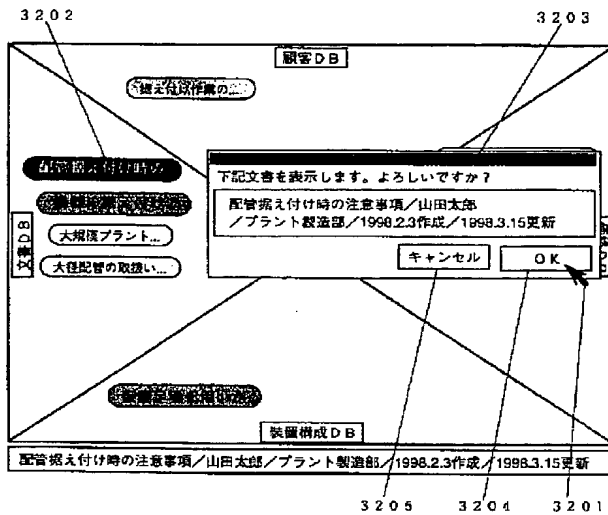 3202
3203
顧客DB
据え付け作業の...
配管据え付け時の
下記文書を表示します。よろしいですか？
配管据え付け時の注意事項／山田太郎
／プラント製造部／1998.2.3作成／1998.3.15更新
文書DB
大規模プラント...
大径配管の取扱い...
キャンセル
OK
装置構成DB
配管据え付け時の注意事項／山田太郎／プラント製造部／1998.2.3作成／1998.3.15更新
3205
3204
3201